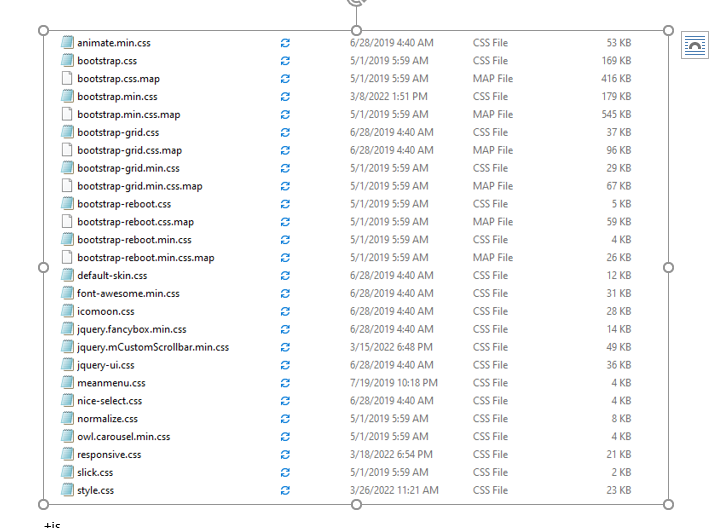 animate.min.css 6/28/2019 4:40 AM CSS File 53 KB
bootstrap.css 5/1/2019 5:59 AM CSS File 169 KB
bootstrap.css.map 5/1/2019 5:59 AM MAP File 416 KB
bootstrap.min.css 3/8/2022 1:51 PM CSS File 179 KB
bootstrap.min.css.map 5/1/2019 5:59 AM MAP File 545 KB
bootstrap-grid.css 6/28/2019 4:40 AM CSS File 37 KB
bootstrap-grid.css.map 6/28/2019 4:40 AM MAP File 96 KB
bootstrap-grid.min.css 5/1/2019 5:59 AM CSS File 29 KB
bootstrap-grid.min.css.map 5/1/2019 5:59 AM MAP File 67 KB
bootstrap-reboot.css 5/1/2019 5:59 AM CSS File 5 KB
bootstrap-reboot.css.map 5/1/2019 5:59 AM MAP File 59 KB
bootstrap-reboot.min.css 5/1/2019 5:59 AM CSS File 4 KB
bootstrap-reboot.min.css.map 5/1/2019 5:59 AM MAP File 26 KB
default-skin.css 6/28/2019 4:40 AM CSS File 12 KB
font-awesome.min.css 6/28/2019 4:40 AM CSS File 31 KB
icomoon.css 6/28/2019 4:40 AM CSS File 28 KB
jquery.fancybox.min.css 6/28/2019 4:40 AM CSS File 14 KB
jquery.mCustomScrollbar.min.css 3/15/2022 6:48 PM CSS File 49 KB
jquery-ui.css 6/28/2019 4:40 AM CSS File 36 KB
meanmenu.css 7/19/2019 10:18 PM CSS File 4 KB
nice-select.css 6/28/2019 4:40 AM CSS File 4 KB
normalize.css 5/1/2019 5:59 AM CSS File 8 KB
owl.carousel.min.css 5/1/2019 5:59 AM CSS File 4 KB
responsive.css 3/18/2022 6:54 PM CSS File 21 KB
slick.css 5/1/2019 5:59 AM CSS File 2 KB
style.css 3/26/2022 11:21 AM CSS File 23 KB